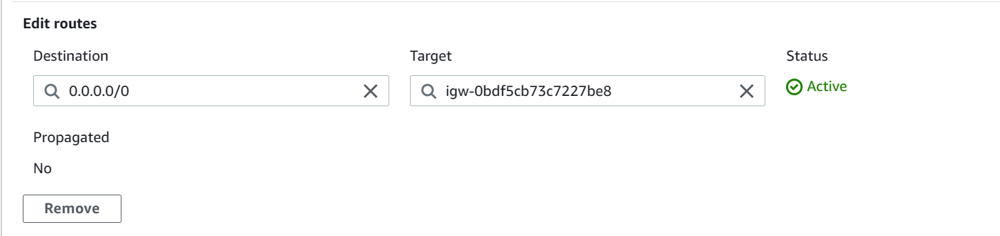 Edit routes
Destination Target Status
0.0.0.0/0 igw-0bdf5cb73c7227be8 Active
Propagated
No
Remove